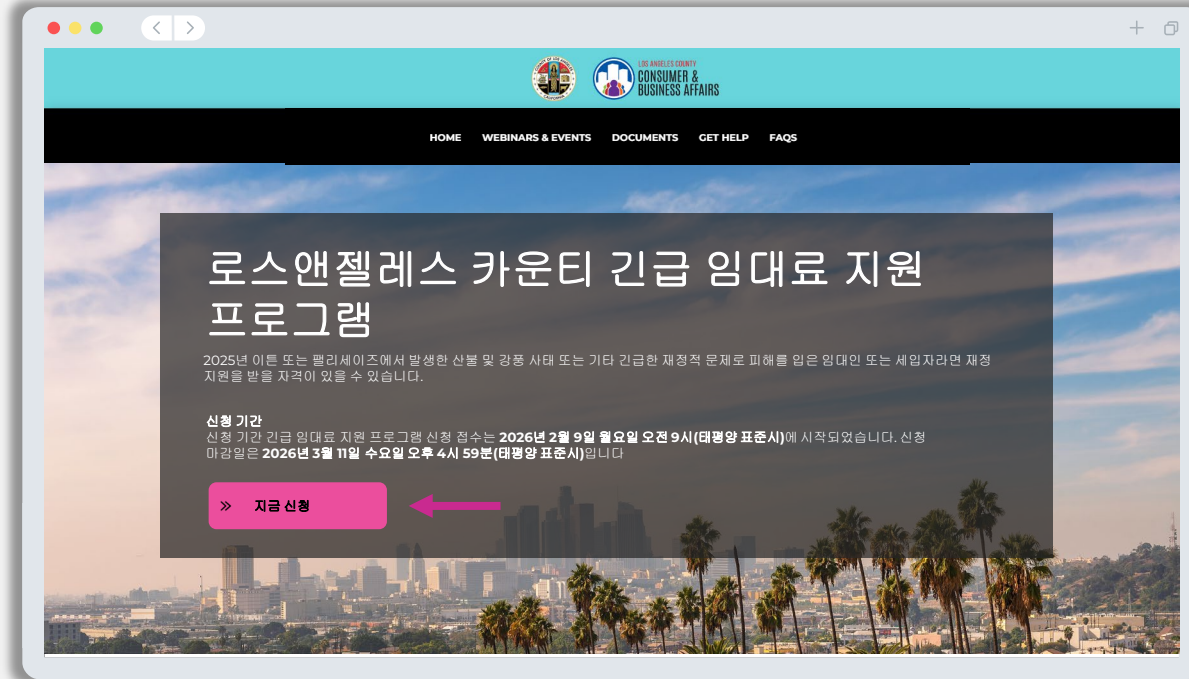 LOS ANGELES COUNTY
CONSUMER &
BUSINESS AFFAIRS
HOME WEBINARS & EVENTS DOCUMENTS GET HELP FAQS
로스앤젤레스 카운티 긴급 임대료 지원
프로그램
2025년 이튼 또는 팰리세이즈에서 발생한 산불 및 강풍 사태 또는 기타 긴급한 재정적 문제로 피해를 입은 임대인 또는 세입자라면 재정
지원을 받을 자격이 있을 수 있습니다.
신청 기간
신청 기간 긴급 임대료 지원 프로그램 신청 접수는 2026년 2월 9일 월요일 오전 9시(태평양 표준시)에 시작되었습니다. 신청
마감일은 2026년 3월 11일 수요일 오후 4시 59분(태평양 표준시)입니다
지금 신청